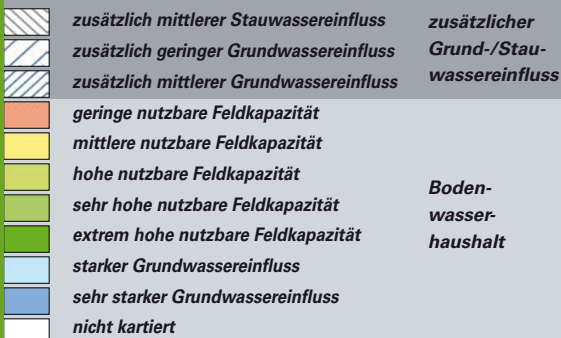 zusätzlich mittlerer Stauwassereinfluss
zusätzlich geringer Grundwassereinfluss
zusätzlich mittlerer Grundwassereinfluss
zusätzlicher
Grund-/Stau-
wassereinfluss
geringe nutzbare Feldkapazität
mittlere nutzbare Feldkapazität
hohe nutzbare Feldkapazität
sehr hohe nutzbare Feldkapazität
extrem hohe nutzbare Feldkapazität
starker Grundwassereinfluss
sehr starker Grundwassereinfluss
nicht kartiert
Boden-
wasser-
haushalt